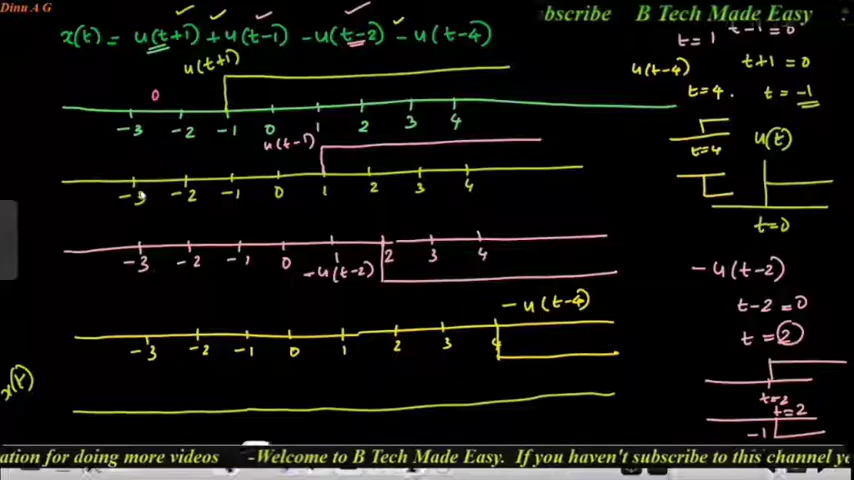 Dinu A G
bscribe B Tech Made Easy
x(t) = u(t+1) + u(t-1) - u(t-2) - u(t-4)
t=1 t-1=0
u(t+1)
u(t-4) t+1=0
0
t=4. t=-1
-3 -2 -1 0 1 2 3 4
u(t-1)
t=4
u(t)
-3 -2 -1 0 1 2 3 4
t=0
-3 -2 -1 0 1 2 3 4
-u(t-2)
-u(t-2)
t-2=0
-u(t-4)
t=2
-3 -2 -1 0 1 2 3 4
x(t)
t=2
t=2
-1
ation for doing more videos -Welcome to B Tech Made Easy. If you haven't subscribe to this channel ye